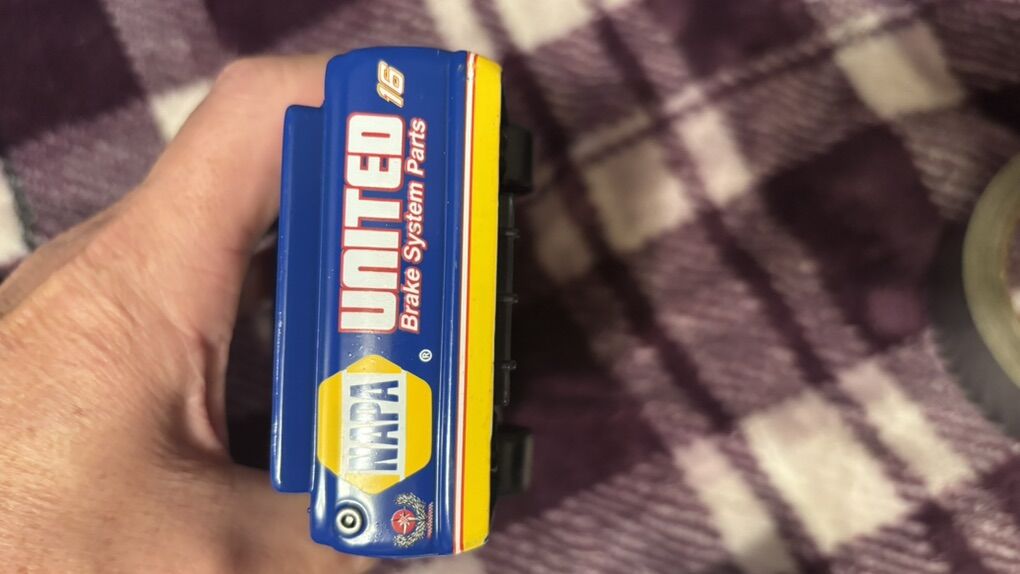 NAPA
®
UNITED
16
Brake System Parts